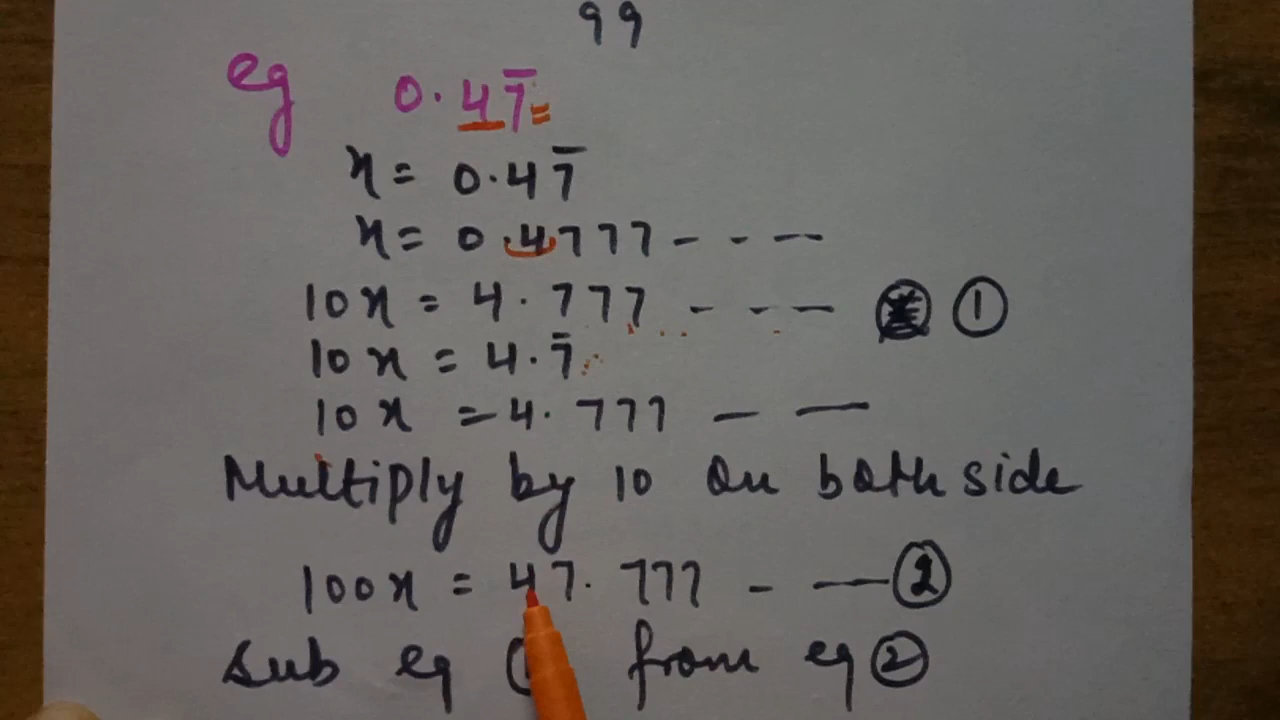 99
eg 0.47̅ =
x = 0.47̅
x = 0.4777 - - -
10x = 4.777 - - - ①
10x = 4.7̅
10x = 4.777 - -
Multiply by 10 on both side
100x = 47.777 - - ②
Sub eq from eq ②